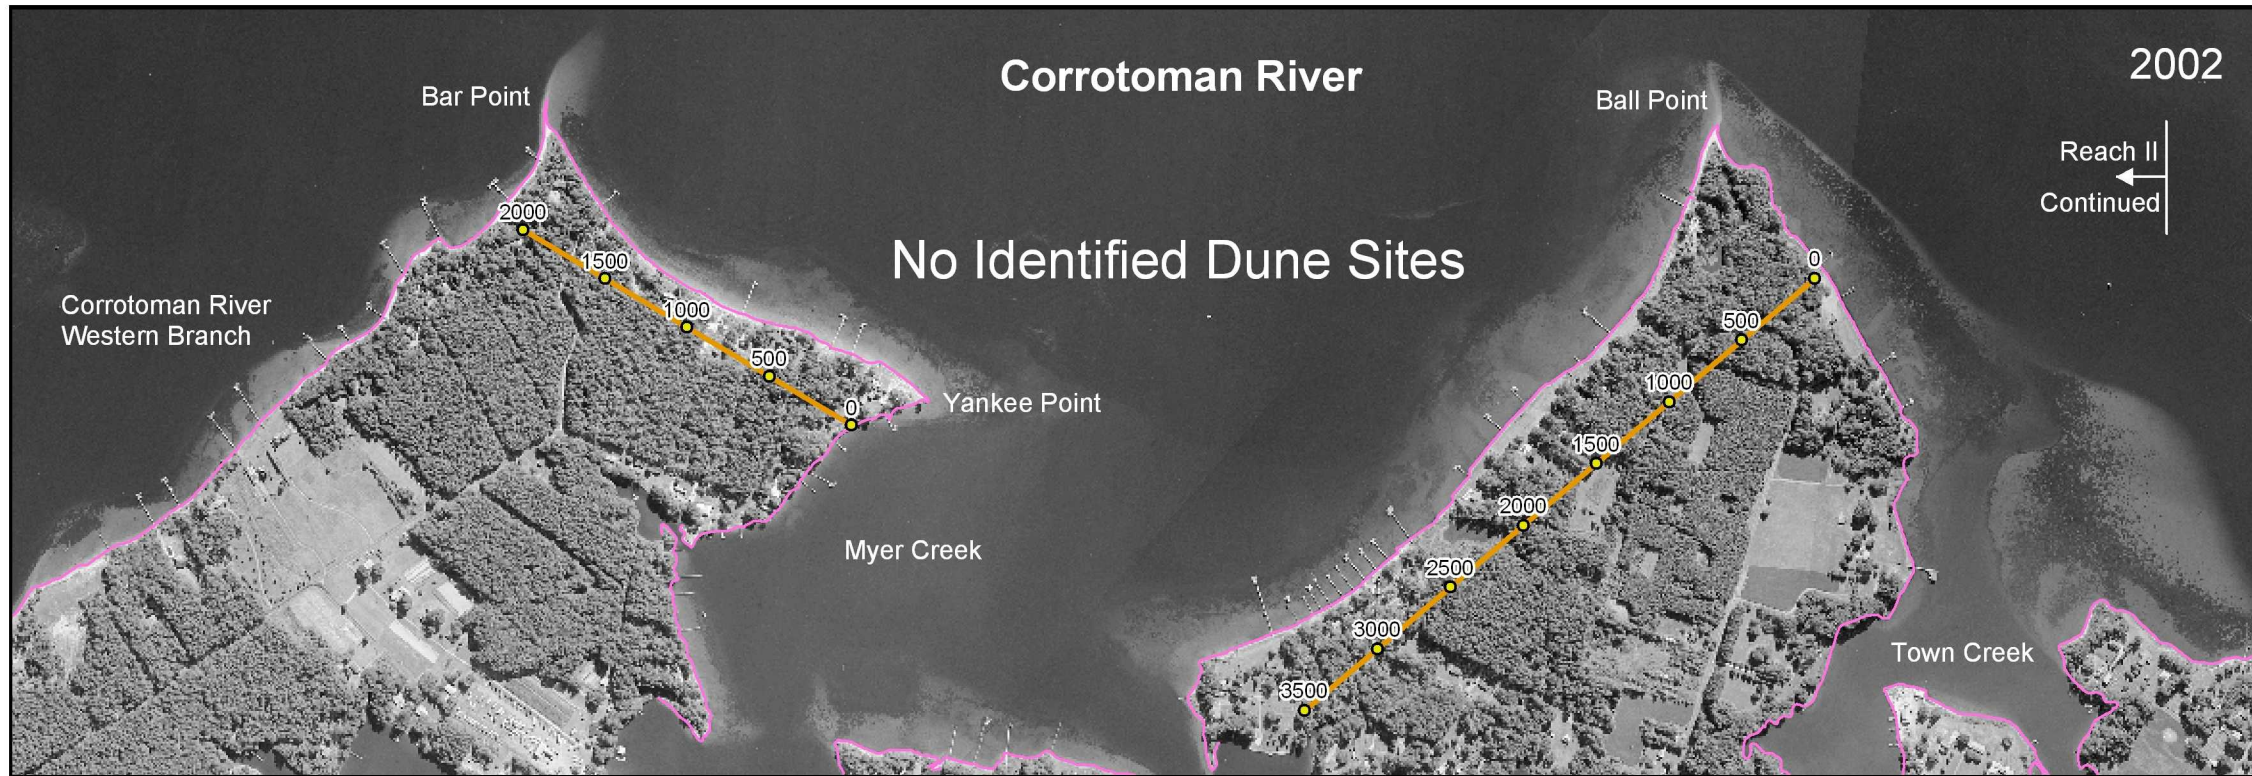 Corrotoman River
2002
Bar Point
Ball Point
Reach II
Continued
2000
No Identified Dune Sites
1500
0
Corrotoman River
Western Branch
1000
500
500
1000
0
Yankee Point
1500
2000
Myer Creek
2500
3000
Town Creek
3500